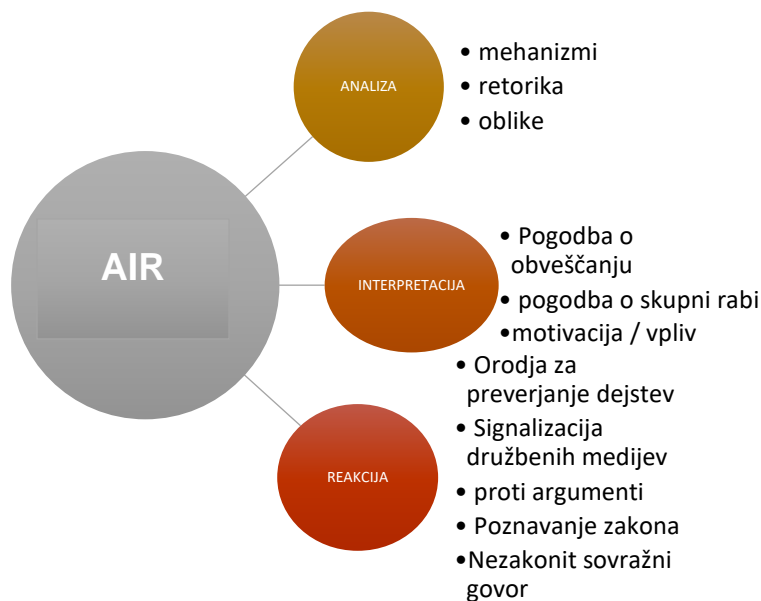 AIR
ANALIZA
• mehanizmi
• retorika
• oblike
INTERPRETACIJA
• Pogodba o
obveščanju
• pogodba o skupni rabi
•motivacija / vpliv
REAKCIJA
• Orodja za
preverjanje dejstev
• Signalizacija
družbenih medijev
• proti argumenti
• Poznavanje zakona
•Nezakonit sovražni
govor